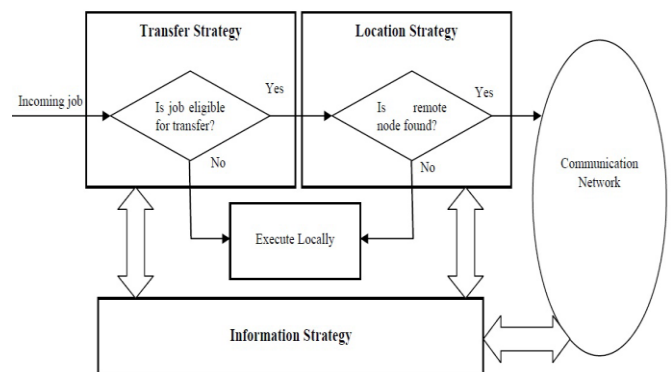 Transfer Strategy
Location Strategy
Incoming job
Is job eligible
for transfer?
Yes
Is remote
node found?
Yes
No
No
Communication
Network
Execute Locally
Information Strategy